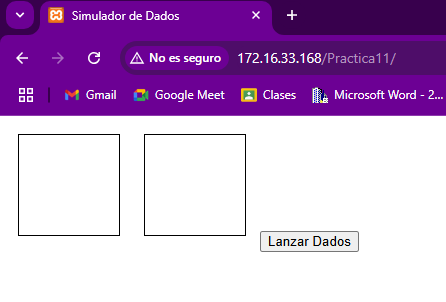 Simulador de Dados
No es seguro 172.16.33.168/Practica11/
Gmail Google Meet Clases Microsoft Word - 2...
Lanzar Dados